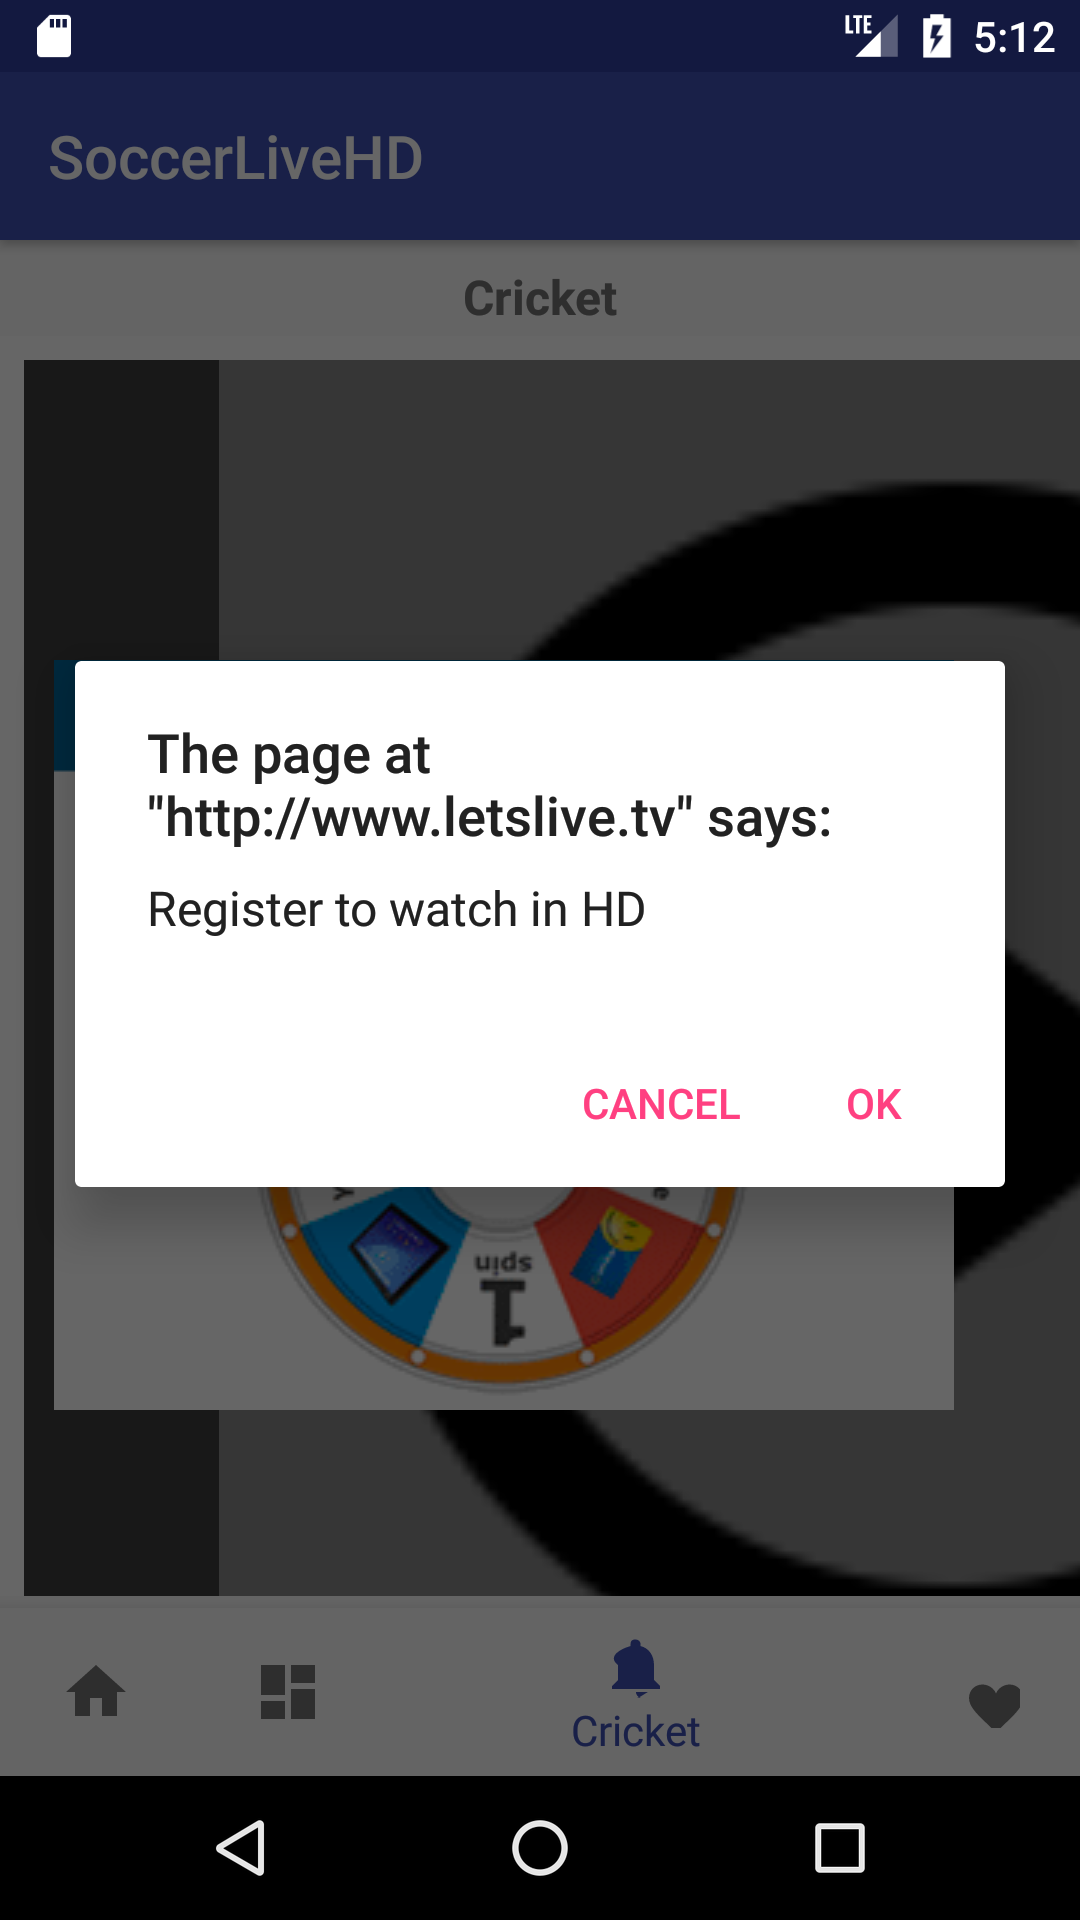 LTE 5:12
SoccerLiveHD
Cricket
The page at
"http://www.letslive.tv" says:
Register to watch in HD
CANCEL OK
spin
1
Cricket